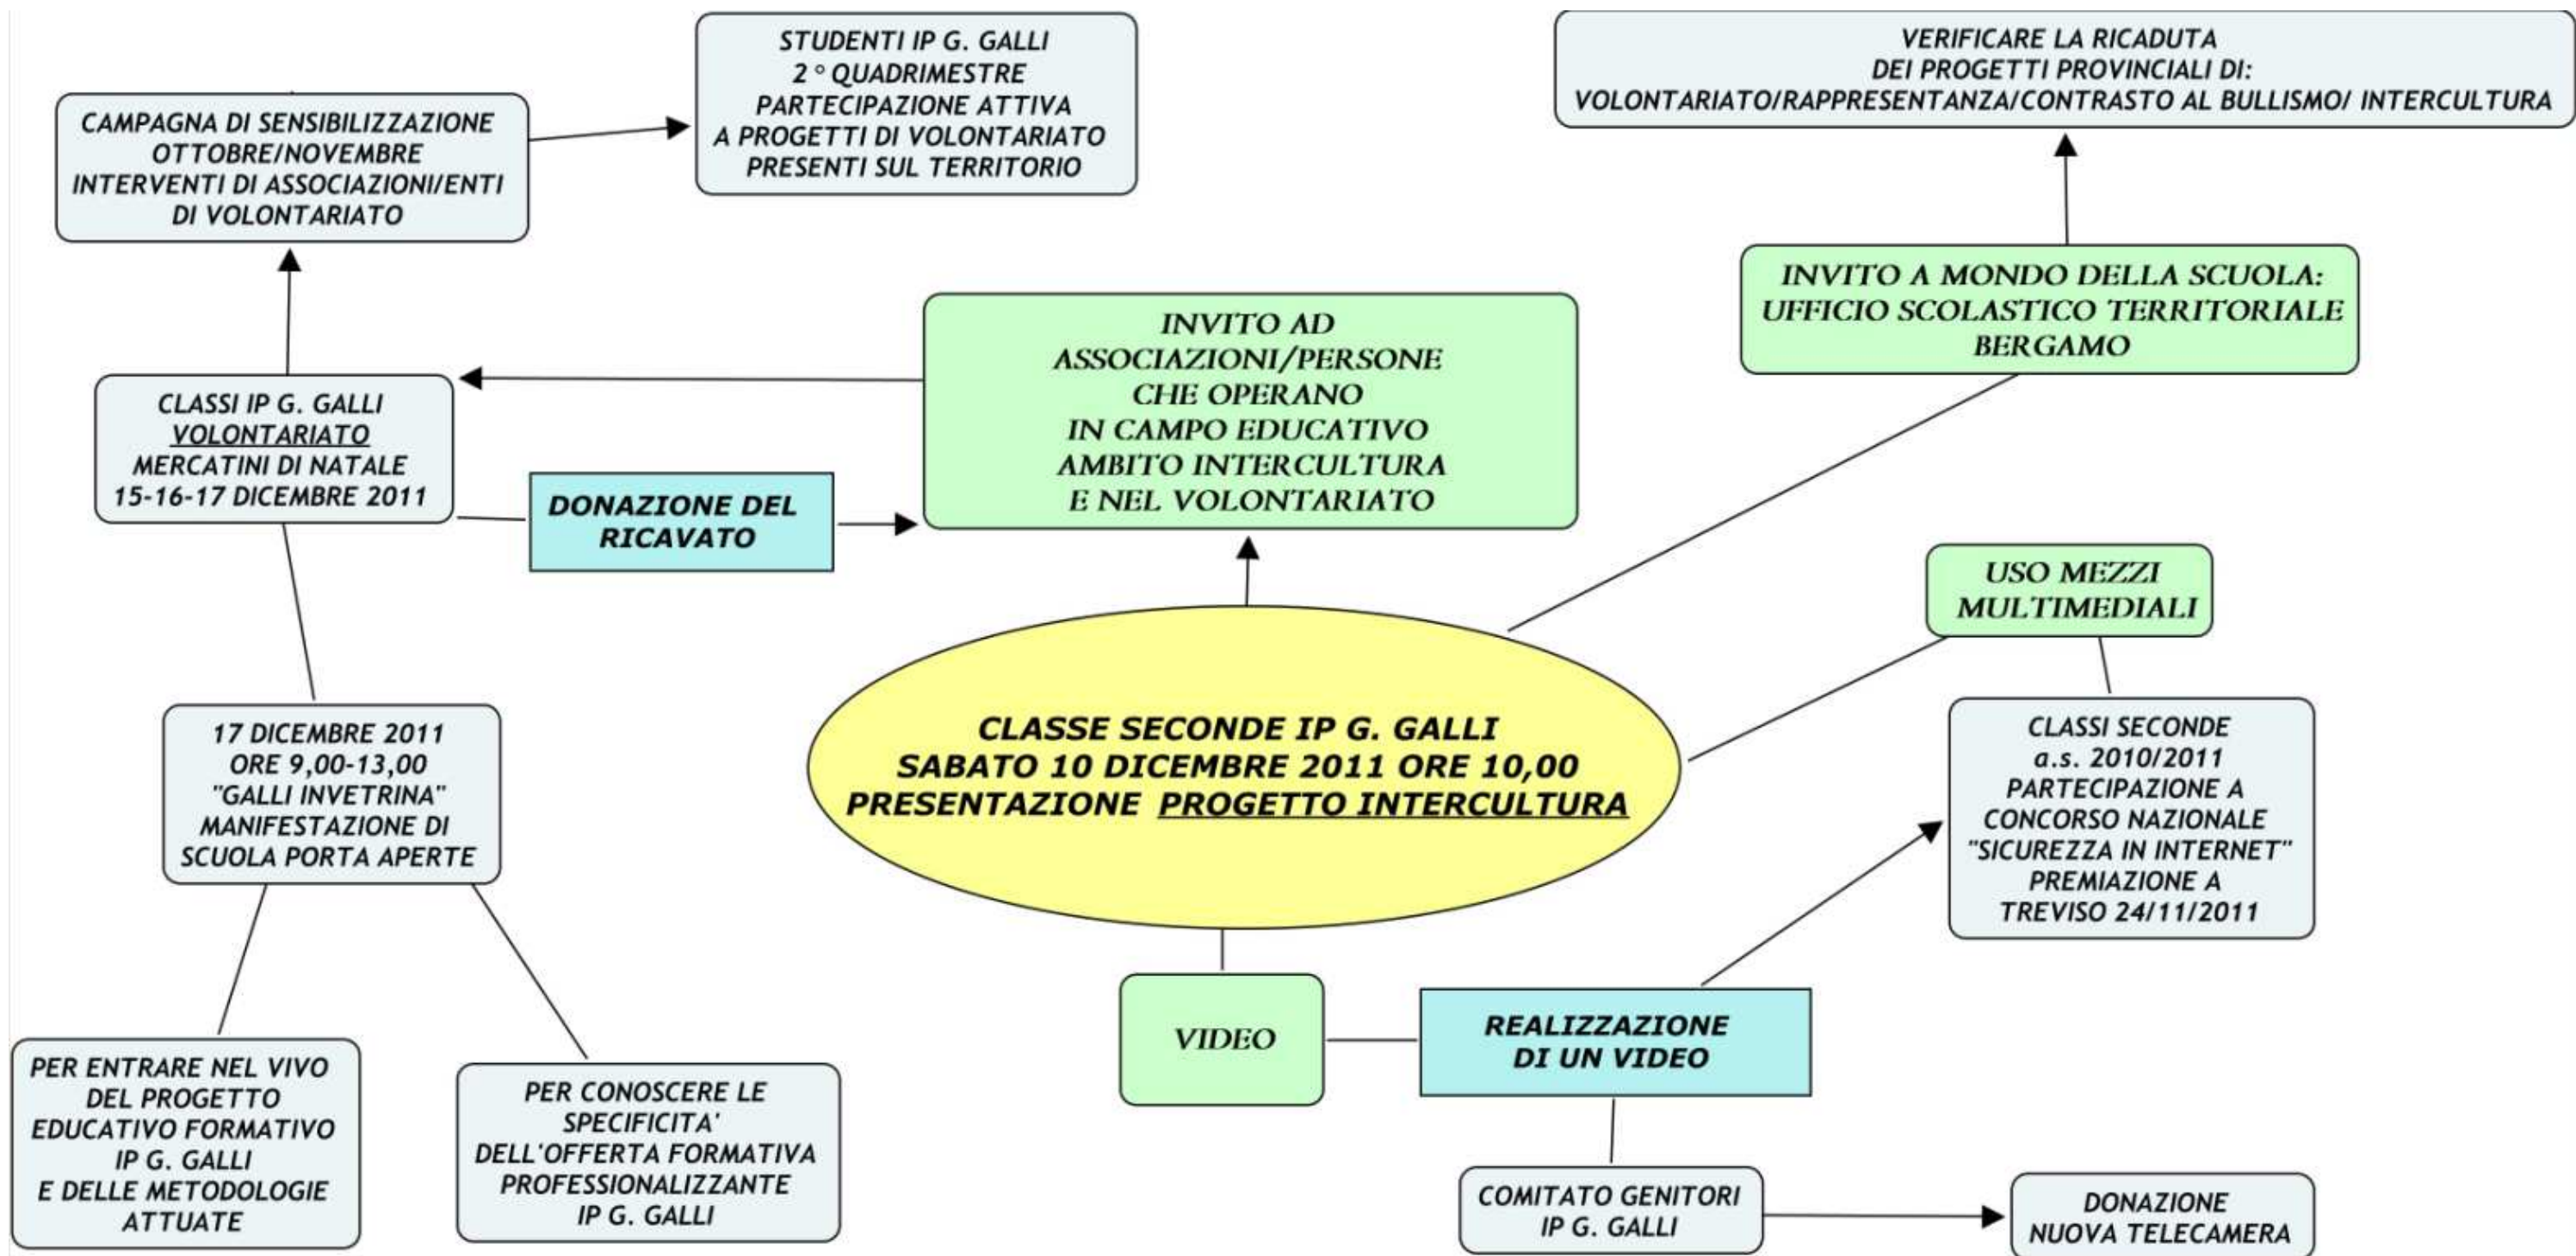 STUDENTI IP G. GALLI
2° QUADRIMESTRE
PARTECIPAZIONE ATTIVA
A PROGETTI DI VOLONTARIATO
PRESENTI SUL TERRITORIO
VERIFICARE LA RICADUTA
DEI PROGETTI PROVINCIALI DI:
VOLONTARIATO/RAPPRESENTANZA/CONTRASTO AL BULLISMO/ INTERCULTURA
CAMPAGNA DI SENSIBILIZZAZIONE
OTTOBRE/NOVEMBRE
INTERVENTI DI ASSOCIAZIONI/ENTI
DI VOLONTARIATO
INVITO A MONDO DELLA SCUOLA:
UFFICIO SCOLASTICO TERRITORIALE
BERGAMO
INVITO AD
ASSOCIAZIONI/PERSONE
CHE OPERANO
IN CAMPO EDUCATIVO
AMBITO INTERCULTURA
E NEL VOLONTARIATO
CLASSI IP G. GALLI
VOLONTARIATO
MERCATINI DI NATALE
15-16-17 DICEMBRE 2011
DONAZIONE DEL
RICAVATO
USO MEZZI
MULTIMEDIALI
CLASSE SECONDE IP G. GALLI
SABATO 10 DICEMBRE 2011 ORE 10,00
PRESENTAZIONE PROGETTO INTERCULTURA
17 DICEMBRE 2011
ORE 9,00-13,00
"GALLI INVETRINA"
MANIFESTAZIONE DI
SCUOLA PORTA APERTE
CLASSI SECONDE
a.s. 2010/2011
PARTECIPAZIONE A
CONCORSO NAZIONALE
"SICUREZZA IN INTERNET"
PREMIAZIONE A
TREVISO 24/11/2011
VIDEO
REALIZZAZIONE
DI UN VIDEO
PER ENTRARE NEL VIVO
DEL PROGETTO
EDUCATIVO FORMATIVO
IP G. GALLI
E DELLE METODOLOGIE
ATTUATE
PER CONOSCERE LE
SPECIFICITA'
DELL'OFFERTA FORMATIVA
PROFESSIONALIZZANTE
IP G. GALLI
COMITATO GENITORI
IP G. GALLI
DONAZIONE
NUOVA TELECAMERA